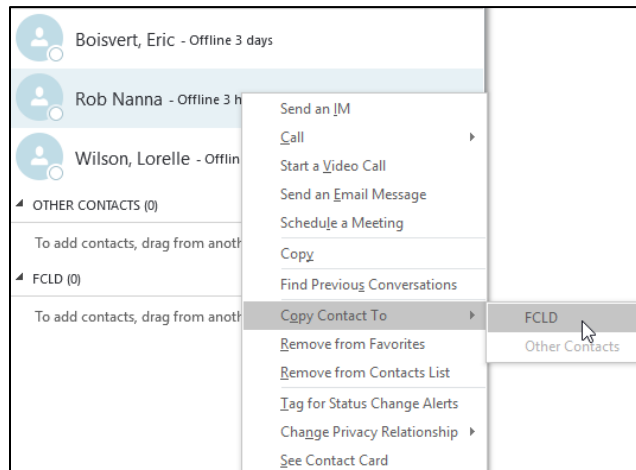 Boisvert, Eric - Offline 3 days
Rob Nanna - Offline 3 h
Wilson, Lorelle - Offlin
OTHER CONTACTS (0)
To add contacts, drag from anoth
FCLD (0)
To add contacts, drag from anoth
Send an IM
Call
Start a Video Call
Send an Email Message
Schedule a Meeting
Copy
Find Previous Conversations
Copy Contact To
Remove from Favorites
Remove from Contacts List
Tag for Status Change Alerts
Change Privacy Relationship
See Contact Card
FCLD
Other Contacts